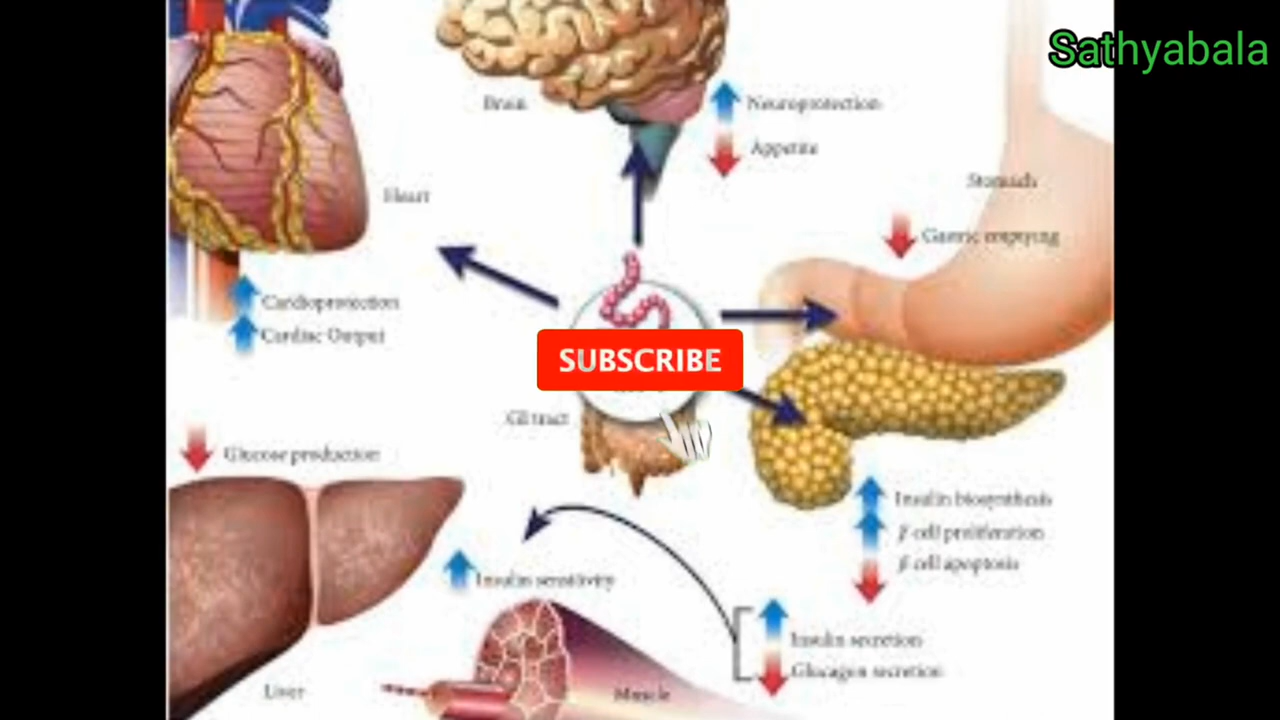 Sathyabala
Brain
Neuroprotection
Appetite
Heart
Stomach
Gastric emptying
Cardioprotection
Cardiac Output
SUBSCRIBE
GI tract
Glucose production
Insulin biosynthesis
β cell proliferation
β cell apoptosis
Insulin sensitivity
Insulin secretion
Glucagon secretion
Liver
Muscle